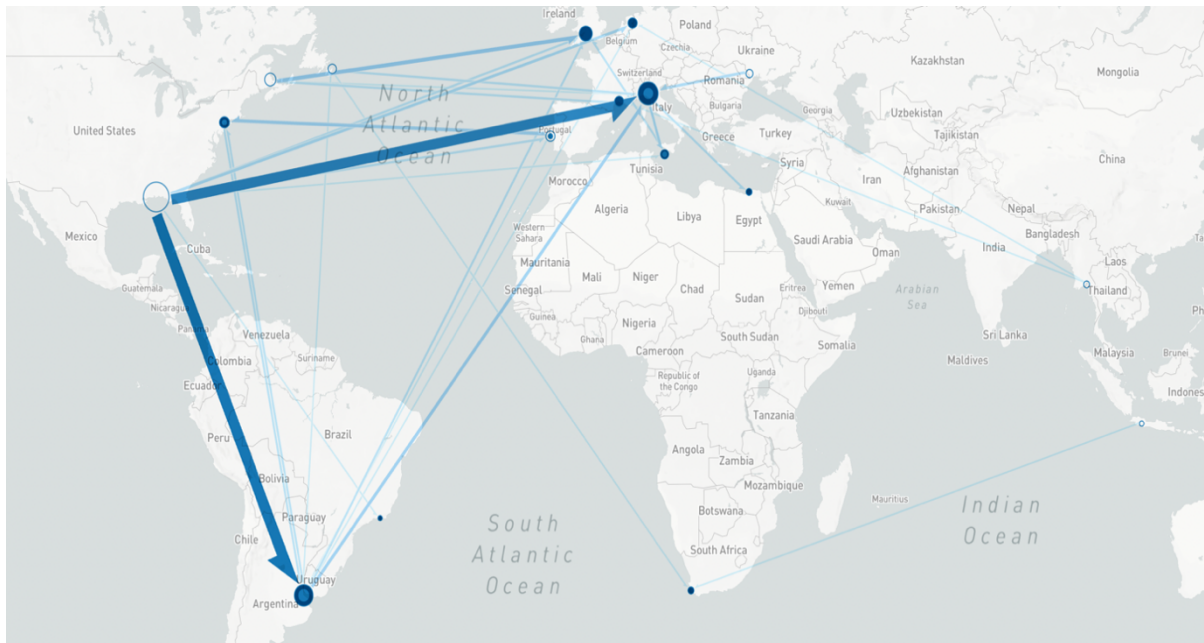 Ireland
Poland
Belgium
Czechia
Ukraine
Kazakhstan
Mongolia
Switzerland
Romania
North
Atlantic
Ocean
Italy
Bulgaria
Georgia
Uzbekistan
Tajikistan
United States
Portugal
Greece
Turkey
China
Syria
Tunisia
Iran
Afghanistan
Morocco
Algeria
Libya
Egypt
Kuwait
Pakistan
Nepal
Bangladesh
Mexico
Cuba
Western
Sahara
Saudi Arabia
Oman
India
Laos
Mauritania
Mali
Niger
Chad
Sudan
Eritrea
Yemen
Arabian
Sea
Thailand
Guatemala
Nicaragua
Senegal
Guinea
Ghana
Nigeria
Djibouti
South Sudan
Somalia
Sri Lanka
Panama
Venezuela
Cameroon
Maldives
Malaysia
Brunei
Colombia
Suriname
Ecuador
Republic of
the Congo
Uganda
Indones
Peru
Brazil
Tanzania
Angola
Zambia
Bolivia
Mozambique
Mauritius
Paraguay
Botswana
Indian
Ocean
Chile
South
Atlantic
Ocean
South Africa
Uruguay
Argentina